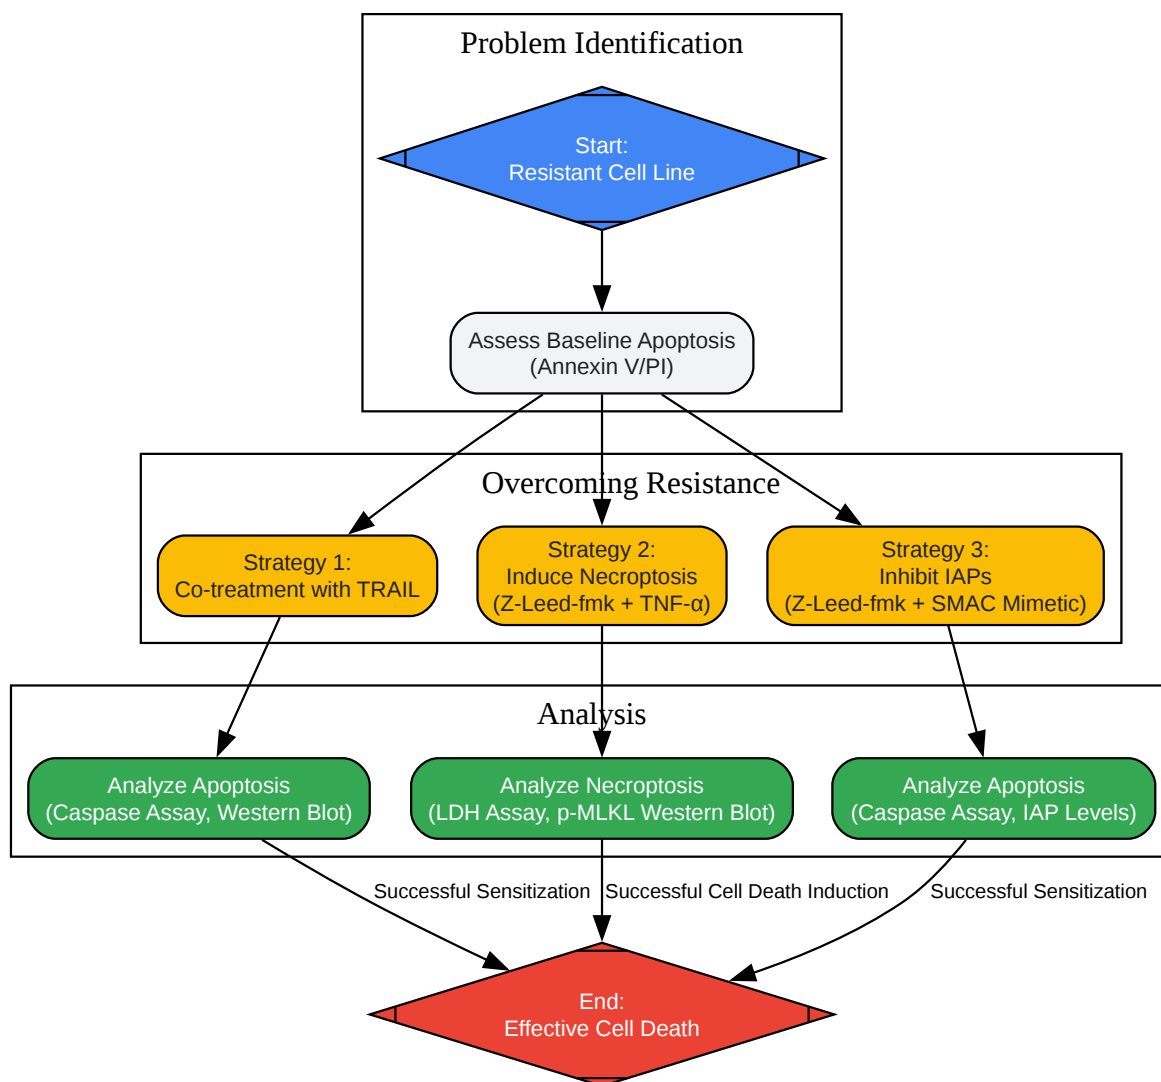 Problem Identification
Start:
Resistant Cell Line
Assess Baseline Apoptosis
(Annexin V/PI)
Overcoming Resistance
Strategy 1:
Co-treatment with TRAIL
Strategy 2:
Induce Necroptosis
(Z-Leed-fmk + TNF-α)
Strategy 3:
Inhibit IAPs
(Z-Leed-fmk + SMAC Mimetic)
Analysis
Analyze Apoptosis
(Caspase Assay, Western Blot)
Analyze Necroptosis
(LDH Assay, p-MLKL Western Blot)
Analyze Apoptosis
(Caspase Assay, IAP Levels)
Successful Sensitization
Successful Cell Death Induction
Successful Sensitization
End:
Effective Cell Death